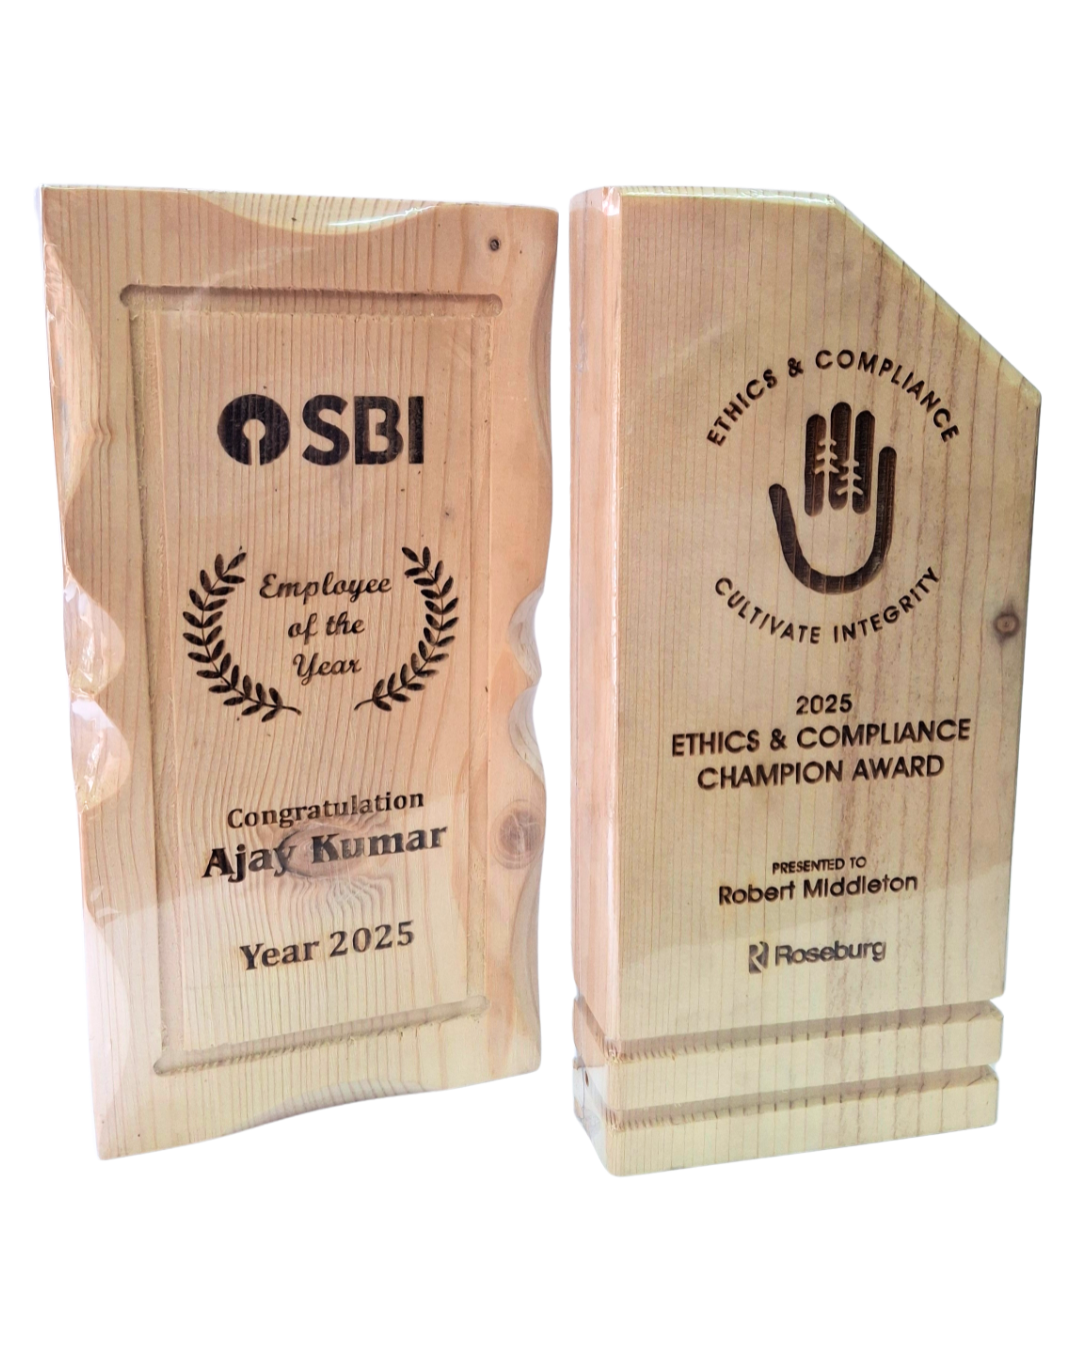 SBI
Employee
of the
Year
Congratulation
Ajay Kumar
Year 2025
ETHICS & COMPLIANCE
CULTIVATE INTEGRITY
2025
ETHICS & COMPLIANCE
CHAMPION AWARD
PRESENTED TO
Robert Middleton
Roseburg